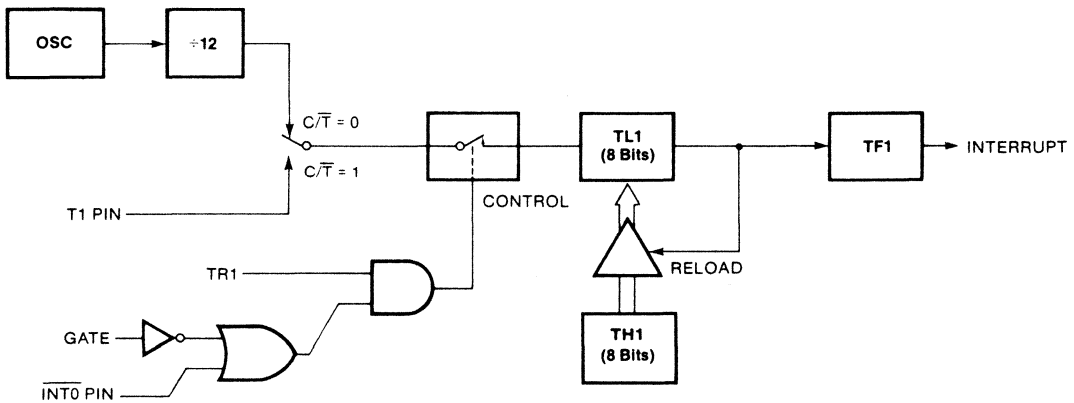 OSC
÷12
C/T̅ = 0
C/T̅ = 1
T1 PIN
CONTROL
TL1
(8 Bits)
TF1
INTERRUPT
TR1
RELOAD
GATE
I̅N̅T̅0̅ PIN
TH1
(8 Bits)